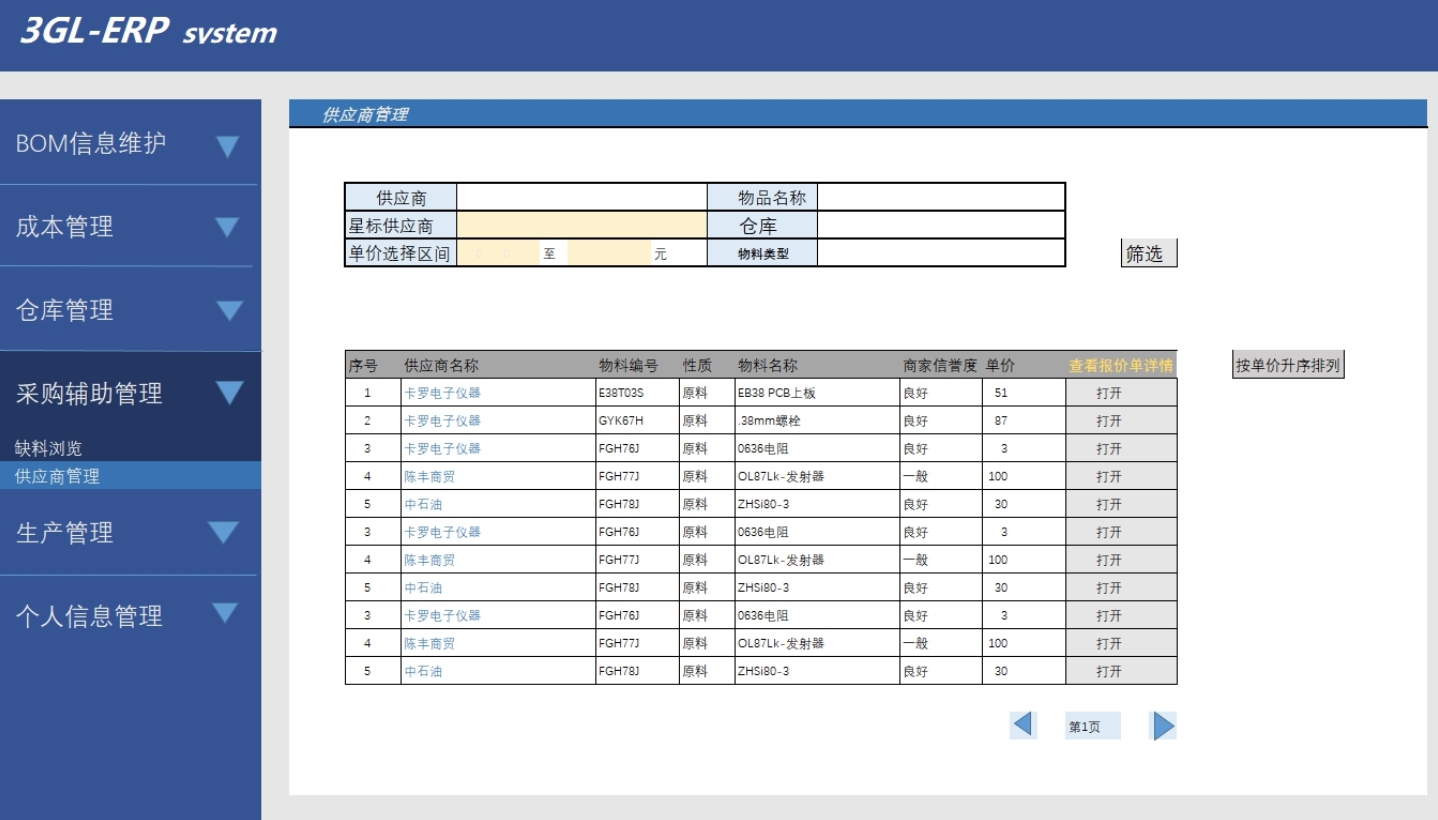 3GL-ERP system
BOM信息维护
成本管理
仓库管理
采购辅助管理
缺料浏览
供应商管理
生产管理
个人信息管理
供应商管理
供应商 物品名称
星标供应商 仓库
单价选择区间 0 0 至 元 物料类型
筛选
序号 供应商名称 物料编号 性质 物料名称 商家信誉度 单价 查看报价单详情
按单价升序排列
1 卡罗电子仪器 E38T03S 原料 EB38 PCB上板 良好 51 打开
2 卡罗电子仪器 GYK67H 原料 .38mm螺栓 良好 87 打开
3 卡罗电子仪器 FGH76J 原料 0636电阻 良好 3 打开
4 陈丰商贸 FGH77J 原料 OL87Lk-发射器 一般 100 打开
5 中石油 FGH78J 原料 ZHSi80-3 良好 30 打开
3 卡罗电子仪器 FGH76J 原料 0636电阻 良好 3 打开
4 陈丰商贸 FGH77J 原料 OL87Lk-发射器 一般 100 打开
5 中石油 FGH78J 原料 ZHSi80-3 良好 30 打开
3 卡罗电子仪器 FGH76J 原料 0636电阻 良好 3 打开
4 陈丰商贸 FGH77J 原料 OL87Lk-发射器 一般 100 打开
5 中石油 FGH78J 原料 ZHSi80-3 良好 30 打开
第1页